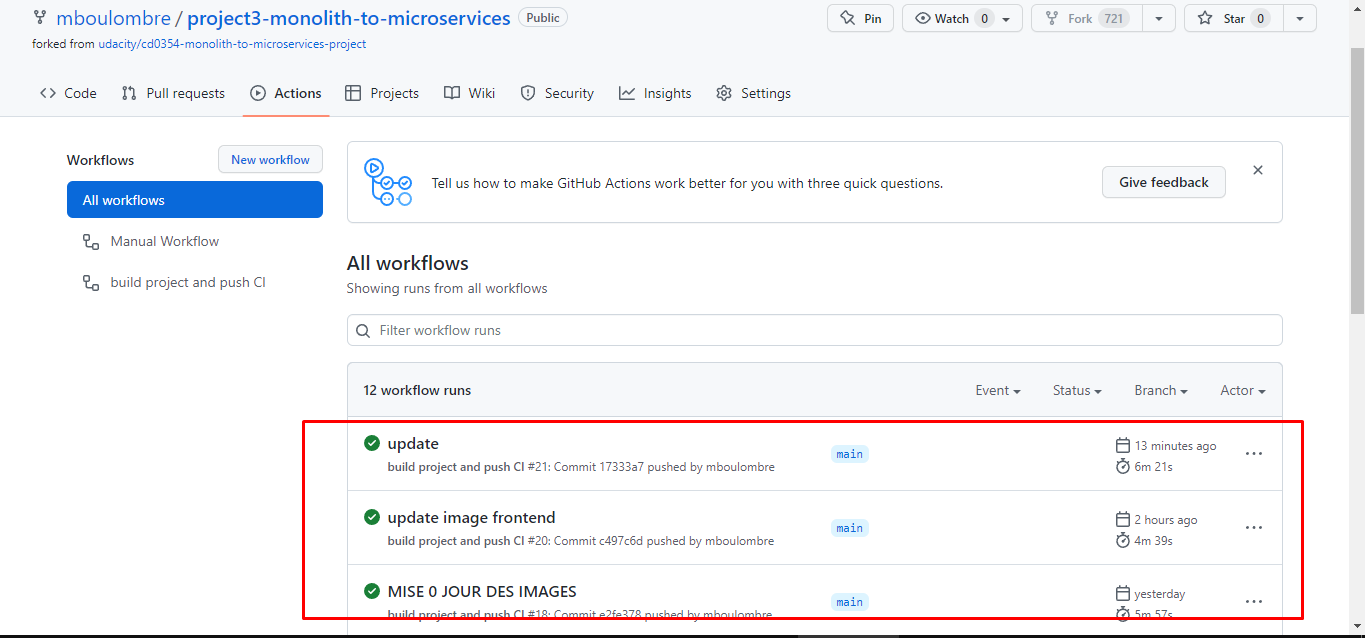 mboulombre / project3-monolith-to-microservices Public
Pin
Watch 0
Fork 721
Star 0
forked from udacity/cd0354-monolith-to-microservices-project
Code
Pull requests
Actions
Projects
Wiki
Security
Insights
Settings
Workflows
New workflow
All workflows
Manual Workflow
build project and push CI
Tell us how to make GitHub Actions work better for you with three quick questions.
Give feedback
All workflows
Showing runs from all workflows
Filter workflow runs
12 workflow runs
Event
Status
Branch
Actor
update
build project and push CI #21: Commit 17333a7 pushed by mboulombre
main
13 minutes ago
6m 21s
update image frontend
build project and push CI #20: Commit c497c6d pushed by mboulombre
main
2 hours ago
4m 39s
MISE 0 JOUR DES IMAGES
build project and push CI #18: Commit e2fe378 pushed by mboulombre
main
yesterday
5m 57s